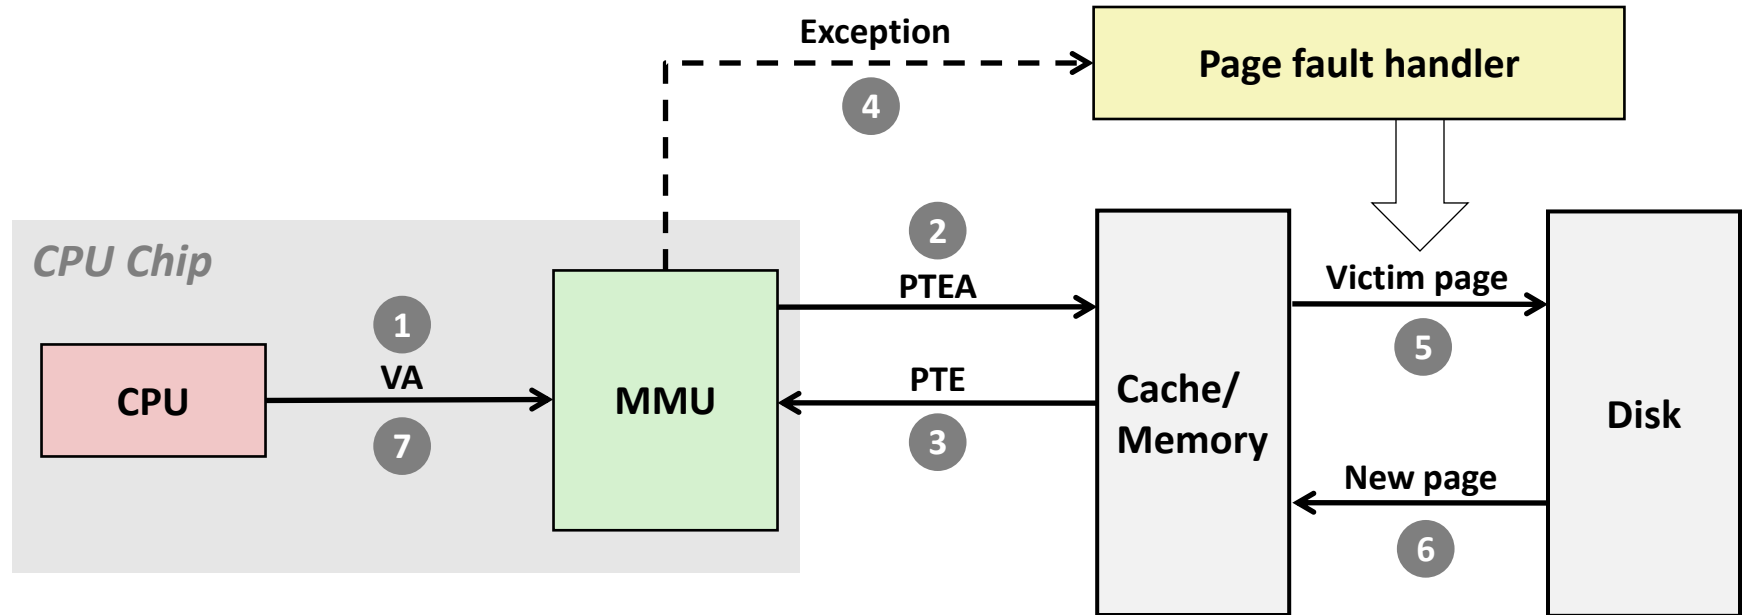 Exception
4
Page fault handler
CPU Chip
2
PTEA
Victim page
5
1
VA
7
CPU
MMU
PTE
3
Cache/
Memory
Disk
New page
6